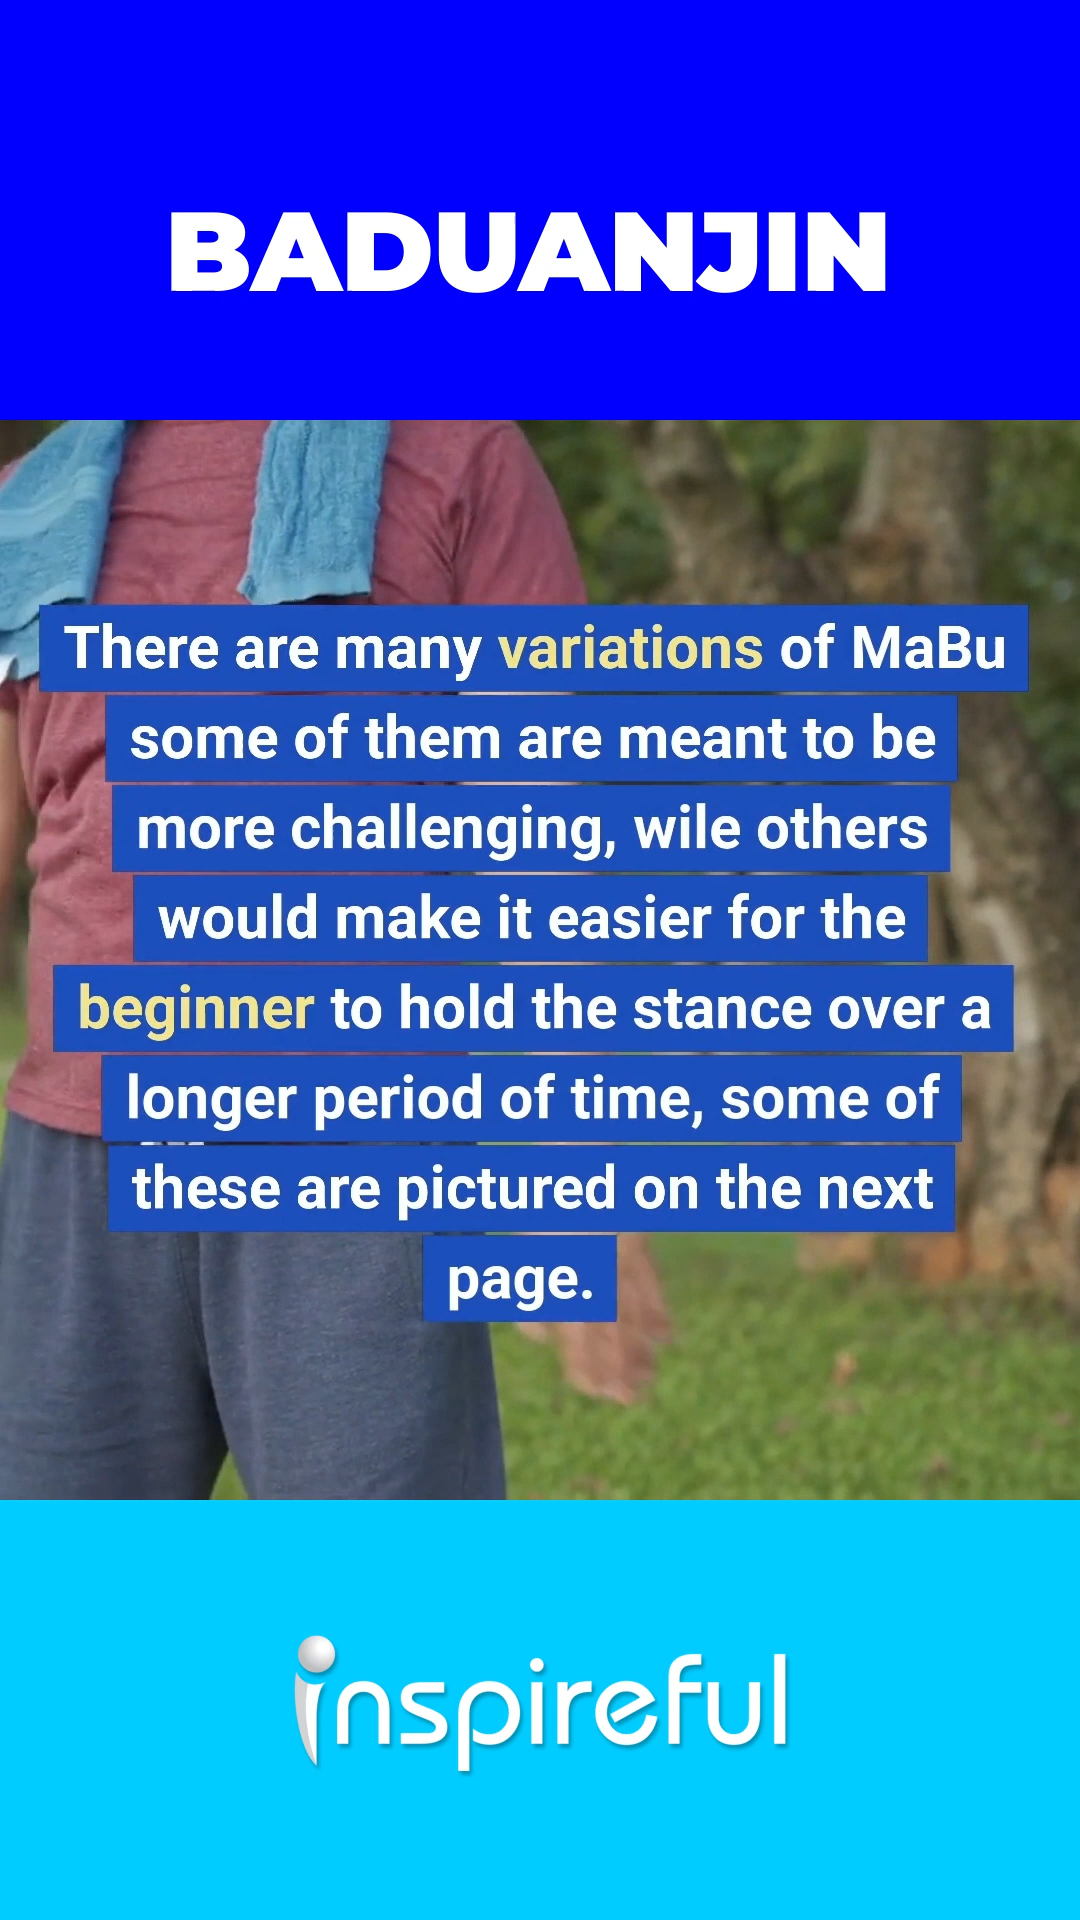 BADUANJIN
There are many variations of MaBu
some of them are meant to be
more challenging, wile others
would make it easier for the
beginner to hold the stance over a
longer period of time, some of
these are pictured on the next
page.
inspireful